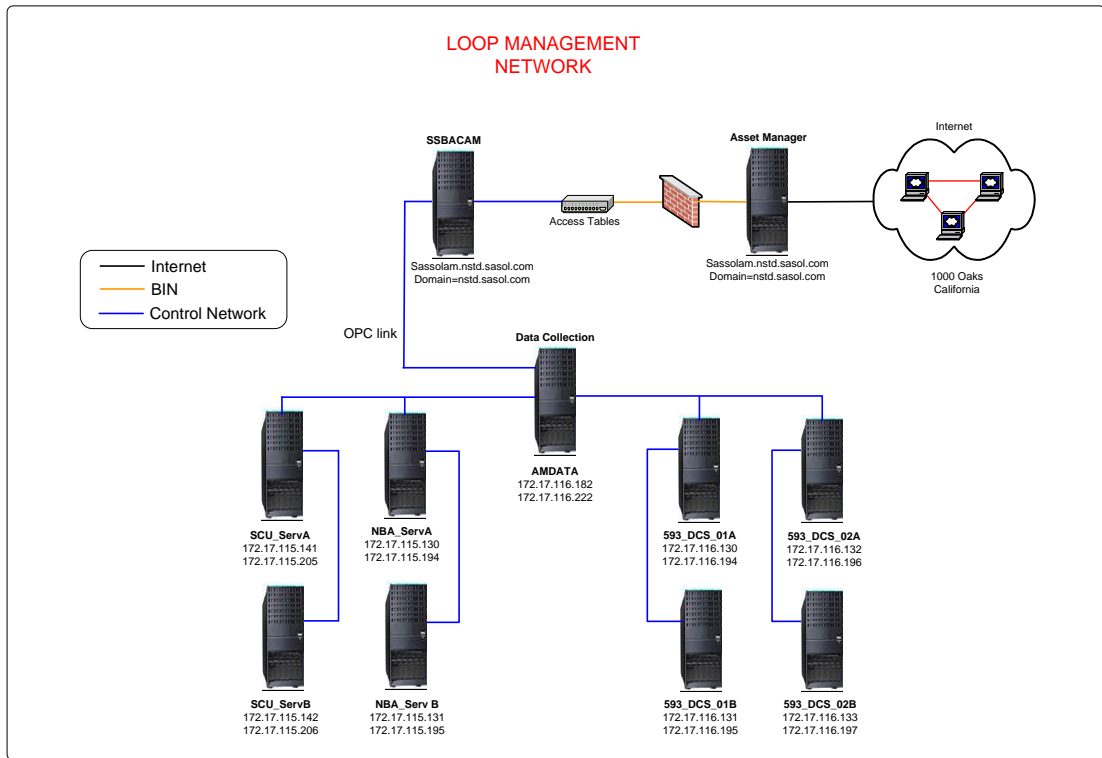 LOOP MANAGEMENT
NETWORK
SSBACAM
Asset Manager
Internet
Access Tables
Sassolam.nstd.sasol.com
Domain=nstd.sasol.com
Sassolam.nstd.sasol.com
Domain=nstd.sasol.com
1000 Oaks
California
Internet
BIN
Control Network
OPC link
Data Collection
AMDATA
172.17.116.182
172.17.116.222
SCU_ServA
172.17.115.141
172.17.115.205
NBA_ServA
172.17.115.130
172.17.115.194
593_DCS_01A
172.17.116.130
172.17.116.194
593_DCS_02A
172.17.116.132
172.17.116.196
SCU_ServB
172.17.115.142
172.17.115.206
NBA_Serv B
172.17.115.131
172.17.115.195
593_DCS_01B
172.17.116.131
172.17.116.195
593_DCS_02B
172.17.116.133
172.17.116.197